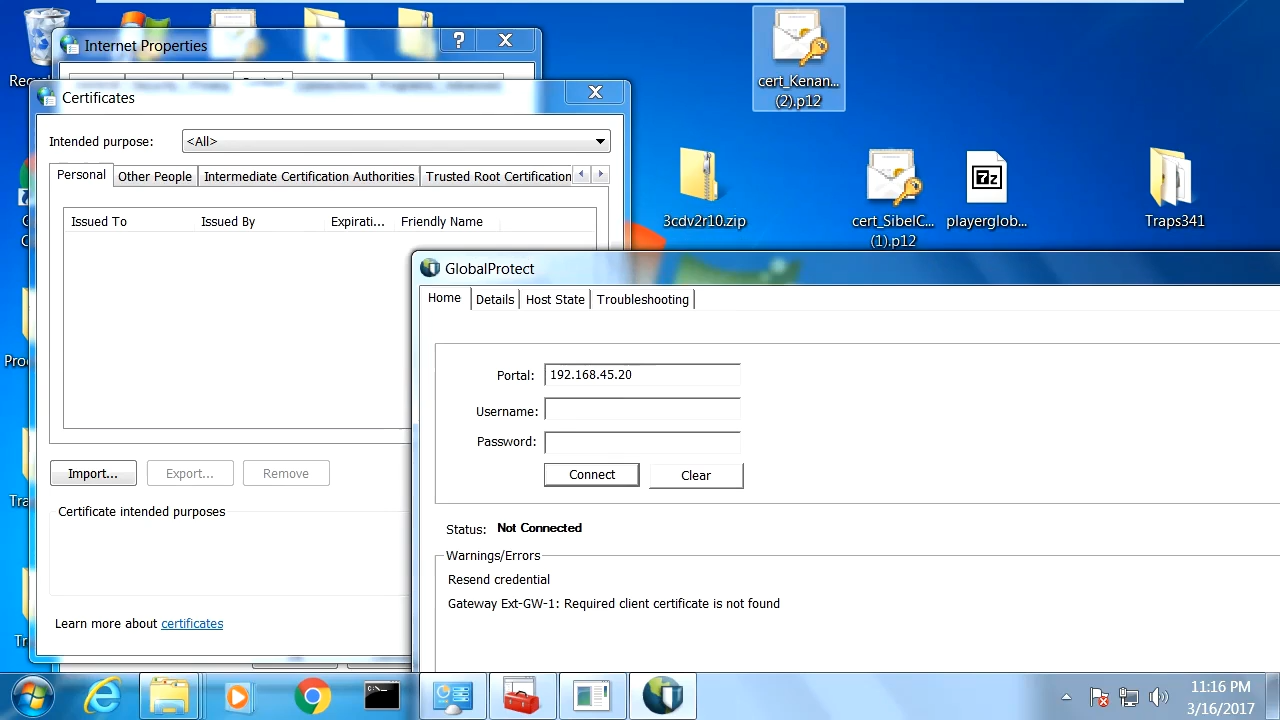 Internet Properties
?
Certificates
Intended purpose:
<All>
Personal
Other People
Intermediate Certification Authorities
Trusted Root Certification
Issued To
Issued By
Expirati...
Friendly Name
Import...
Export...
Remove
Certificate intended purposes
Learn more about certificates
cert_Kenan...
(2).p12
3cdv2r10.zip
cert_SibelC...
(1).p12
playerglob...
7z
Traps341
GlobalProtect
Home
Details
Host State
Troubleshooting
Portal:
192.168.45.20
Username:
Password:
Connect
Clear
Status:
Not Connected
Warnings/Errors
Resend credential
Gateway Ext-GW-1: Required client certificate is not found
11:16 PM
3/16/2017